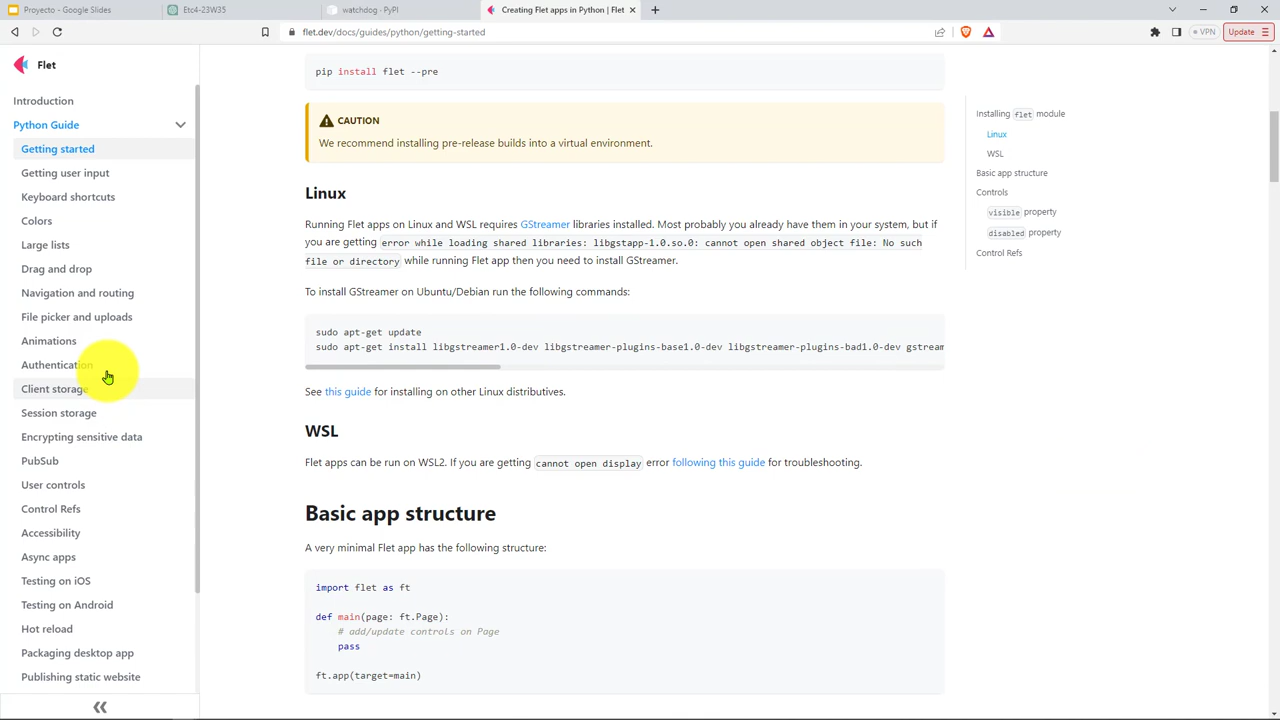 Proyecto - Google Slides
Etc4-23W35
watchdog · PyPI
Creating Flet apps in Python | Flet
flet.dev/docs/guides/python/getting-started
VPN
Update
Flet
Introduction
Python Guide
Getting started
Getting user input
Keyboard shortcuts
Colors
Large lists
Drag and drop
Navigation and routing
File picker and uploads
Animations
Authentication
Client storage
Session storage
Encrypting sensitive data
PubSub
User controls
Control Refs
Accessibility
Async apps
Testing on iOS
Testing on Android
Hot reload
Packaging desktop app
Publishing static website
pip install flet --pre
CAUTION
We recommend installing pre-release builds into a virtual environment.
Linux
Running Flet apps on Linux and WSL requires GStreamer libraries installed. Most probably you already have them in your system, but if
you are getting error while loading shared libraries: libgstapp-1.0.so.0: cannot open shared object file: No such
file or directory while running Flet app then you need to install GStreamer.
To install GStreamer on Ubuntu/Debian run the following commands:
sudo apt-get update
sudo apt-get install libgstreamer1.0-dev libgstreamer-plugins-base1.0-dev libgstreamer-plugins-bad1.0-dev gstream
See this guide for installing on other Linux distributives.
WSL
Flet apps can be run on WSL2. If you are getting cannot open display error following this guide for troubleshooting.
Basic app structure
A very minimal Flet app has the following structure:
import flet as ft
def main(page: ft.Page):
# add/update controls on Page
pass
ft.app(target=main)
Installing flet module
Linux
WSL
Basic app structure
Controls
visible property
disabled property
Control Refs